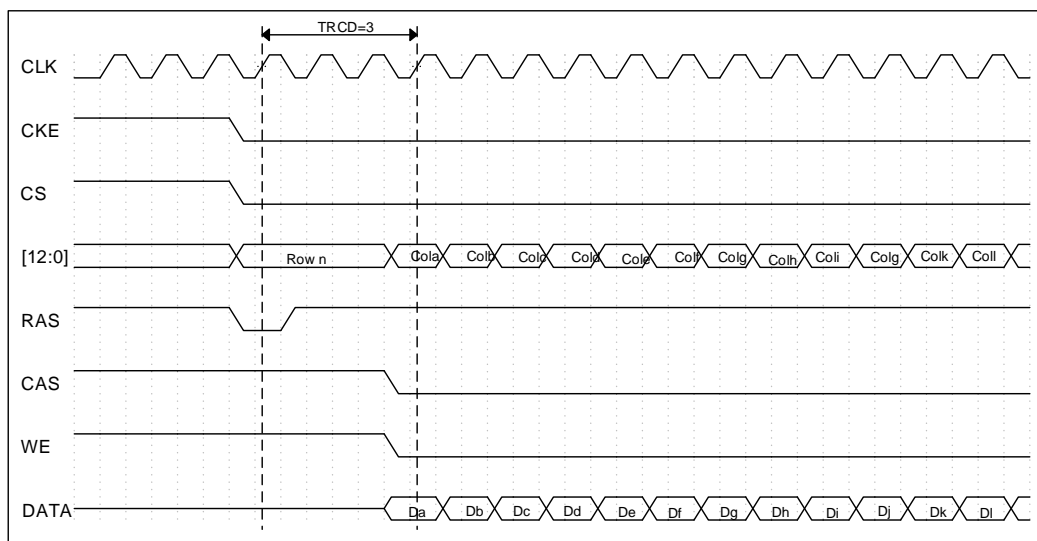 TRCD=3
CLK
CKE
CS
[12:0] Row n Cola Colb Colc Cold Cole Colf Colg Colh Coli Colg Colk Coll
RAS
CAS
WE
DATA Da Db Dc Dd De Df Dg Dh Di Dj Dk Dl